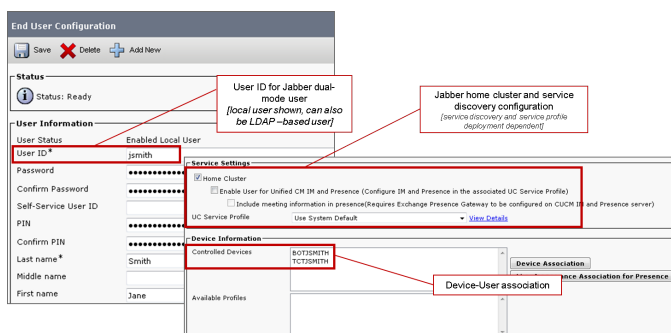 End User Configuration
Save Delete Add New
Status
Status: Ready
User ID for Jabber dual-
mode user
[local user shown, can also
be LDAP –based user]
Jabber home cluster and service
discovery configuration
[service discovery and service profile
deployment dependent]
User Information
User Status Enabled Local User
User ID* jsmith
Password
Confirm Password
Self-Service User ID
PIN
Confirm PIN
Last name* Smith
Middle name
First name Jane
Service Settings
Home Cluster
Enable User for Unified CM IM and Presence (Configure IM and Presence in the associated UC Service Profile)
Include meeting information in presence(Requires Exchange Presence Gateway to be configured on CUCM IM and Presence server)
UC Service Profile Use System Default View Details
Device Information
Controlled Devices BOTJSMITH
TCTJSMITH
Device Association
Association for Presence
Device-User association
Available Profiles